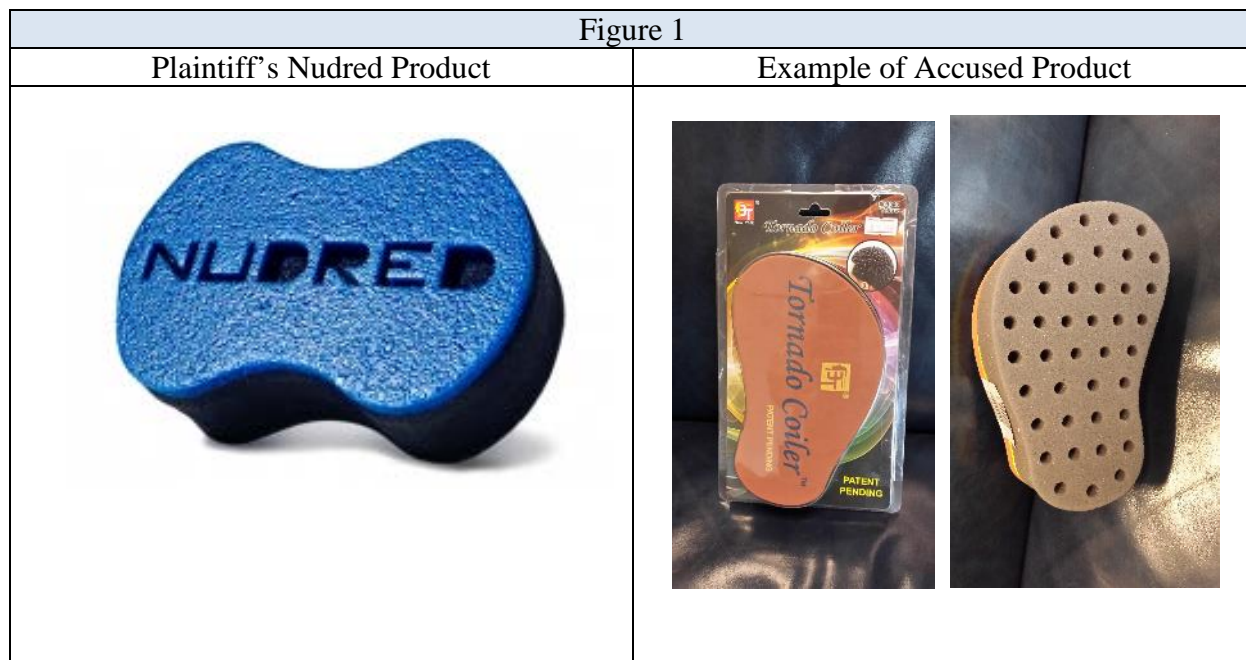 Figure 1
Plaintiff’s Nudred Product
Example of Accused Product
NUDRED
Tornado Coiler
Tornado Coiler™
PATENT PENDING
PATENT
PENDING